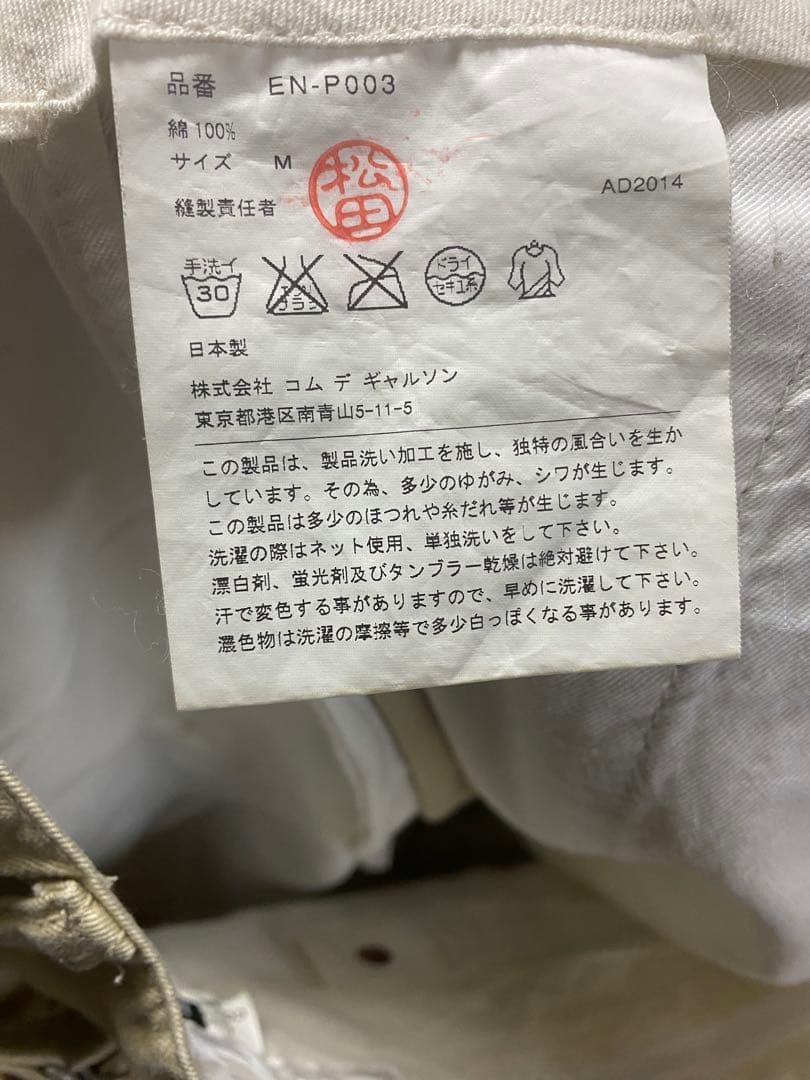 品番 EN-P003
綿100%
サイズ M
縫製責任者 松田
AD2014
手洗イ 30
エンソ サラシ
ドライ セキユ系
日本製
株式会社 コム デ ギャルソン
東京都港区南青山5-11-5
この製品は、製品洗い加工を施し、独特の風合いを生か
しています。その為、多少のゆがみ、シワが生じます。
この製品は多少のほつれや糸だれ等が生じます。
洗濯の際はネット使用、単独洗いをして下さい。
漂白剤、蛍光剤及びタンブラー乾燥は絶対避けて下さい。
汗で変色する事がありますので、早めに洗濯して下さい。
濃色物は洗濯の摩擦等で多少白っぽくなる事があります。